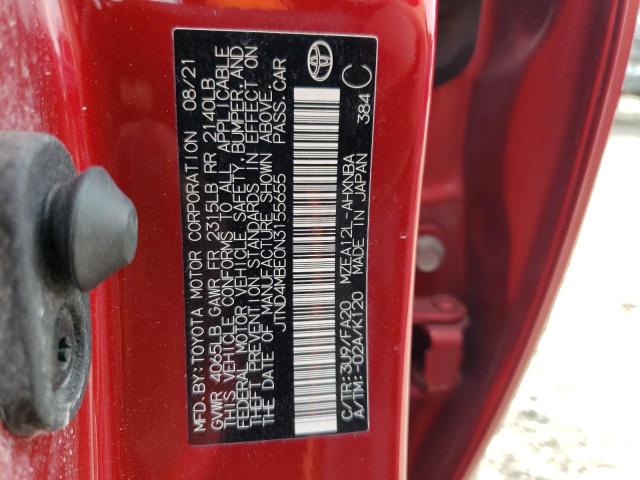 MFD. BY: TOYOTA MOTOR CORPORATION 08/21
GVWR 4065LB GAWR FR 2315LB RR 2140LB
THIS VEHICLE CONFORMS TO ALL APPLICABLE
FEDERAL MOTOR VEHICLE SAFETY, BUMPER, AND
THEFT PREVENTION STANDARDS IN EFFECT ON
THE DATE OF MANUFACTURE SHOWN ABOVE.
JTND4MBE0N3155655 PASS. CAR
C/TR: 3U9/FA20 MZEA12L-AHXNBA 384 C
A/TM: -02A/K120 MADE IN JAPAN